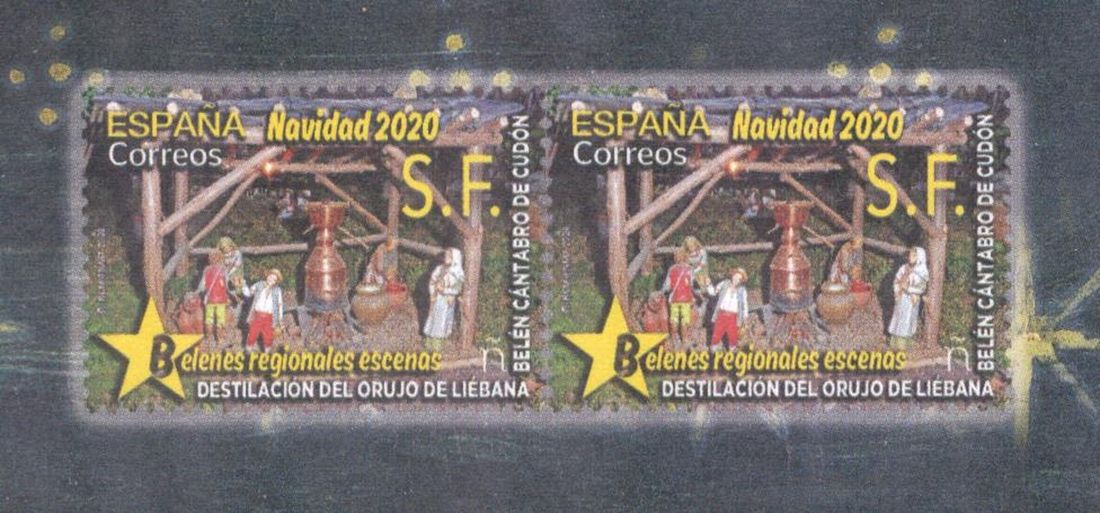 ESPAÑA Navidad 2020
Correos
S.F.
BELÉN CÁNTABRO DE CUDÓN
Belenes regionales escenas
DESTILACIÓN DEL ORUJO DE LIÉBANA
ESPAÑA Navidad 2020
Correos
S.F.
BELÉN CÁNTABRO DE CUDÓN
Belenes regionales escenas
DESTILACIÓN DEL ORUJO DE LIÉBANA